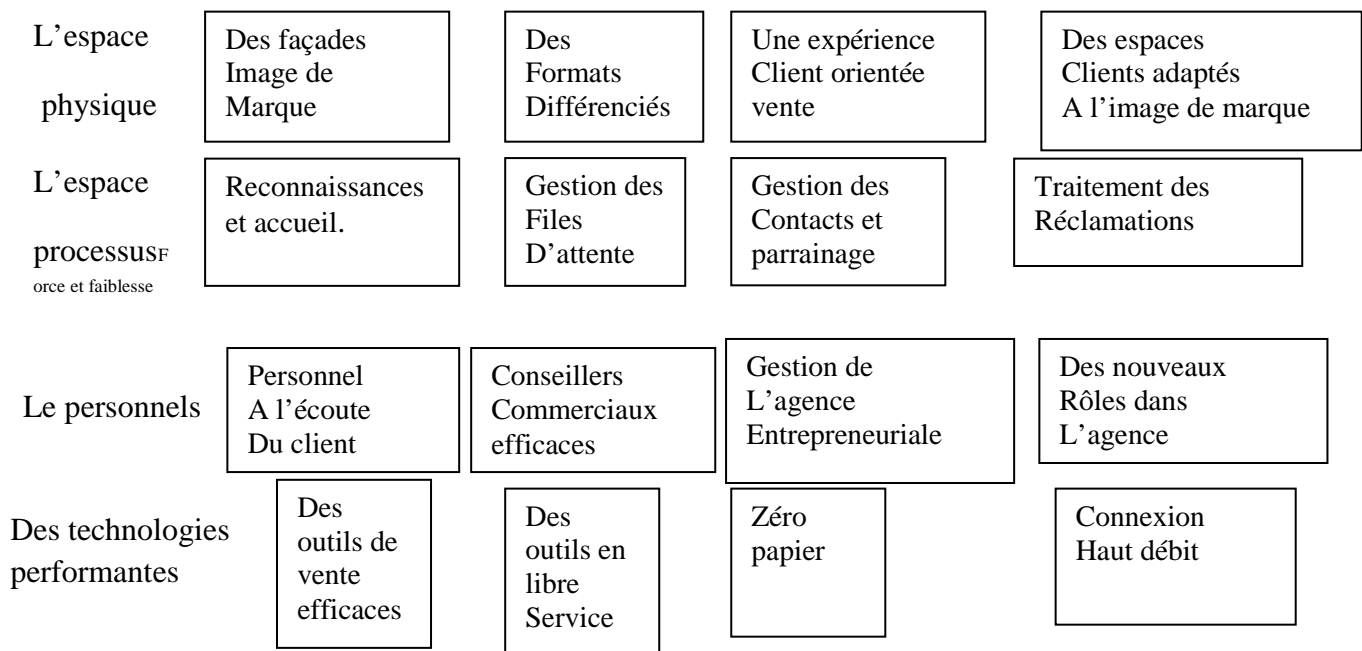 L’espace
physique
Des façades
Image de
Marque
Des
Formats
Différenciés
Une expérience
Client orientée
vente
Des espaces
Clients adaptés
A l’image de marque
L’espace
processusF
orce et faiblesse
Reconnaissances
et accueil.
Gestion des
Files
D’attente
Gestion des
Contacts et
parrainage
Traitement des
Réclamations
Le personnels
Personnel
A l’écoute
Du client
Conseillers
Commerciaux
efficaces
Gestion de
L’agence
Entrepreneuriale
Des nouveaux
Rôles dans
L’agence
Des technologies
performantes
Des
outils de
vente
efficaces
Des
outils en
libre
Service
Zéro
papier
Connexion
Haut débit